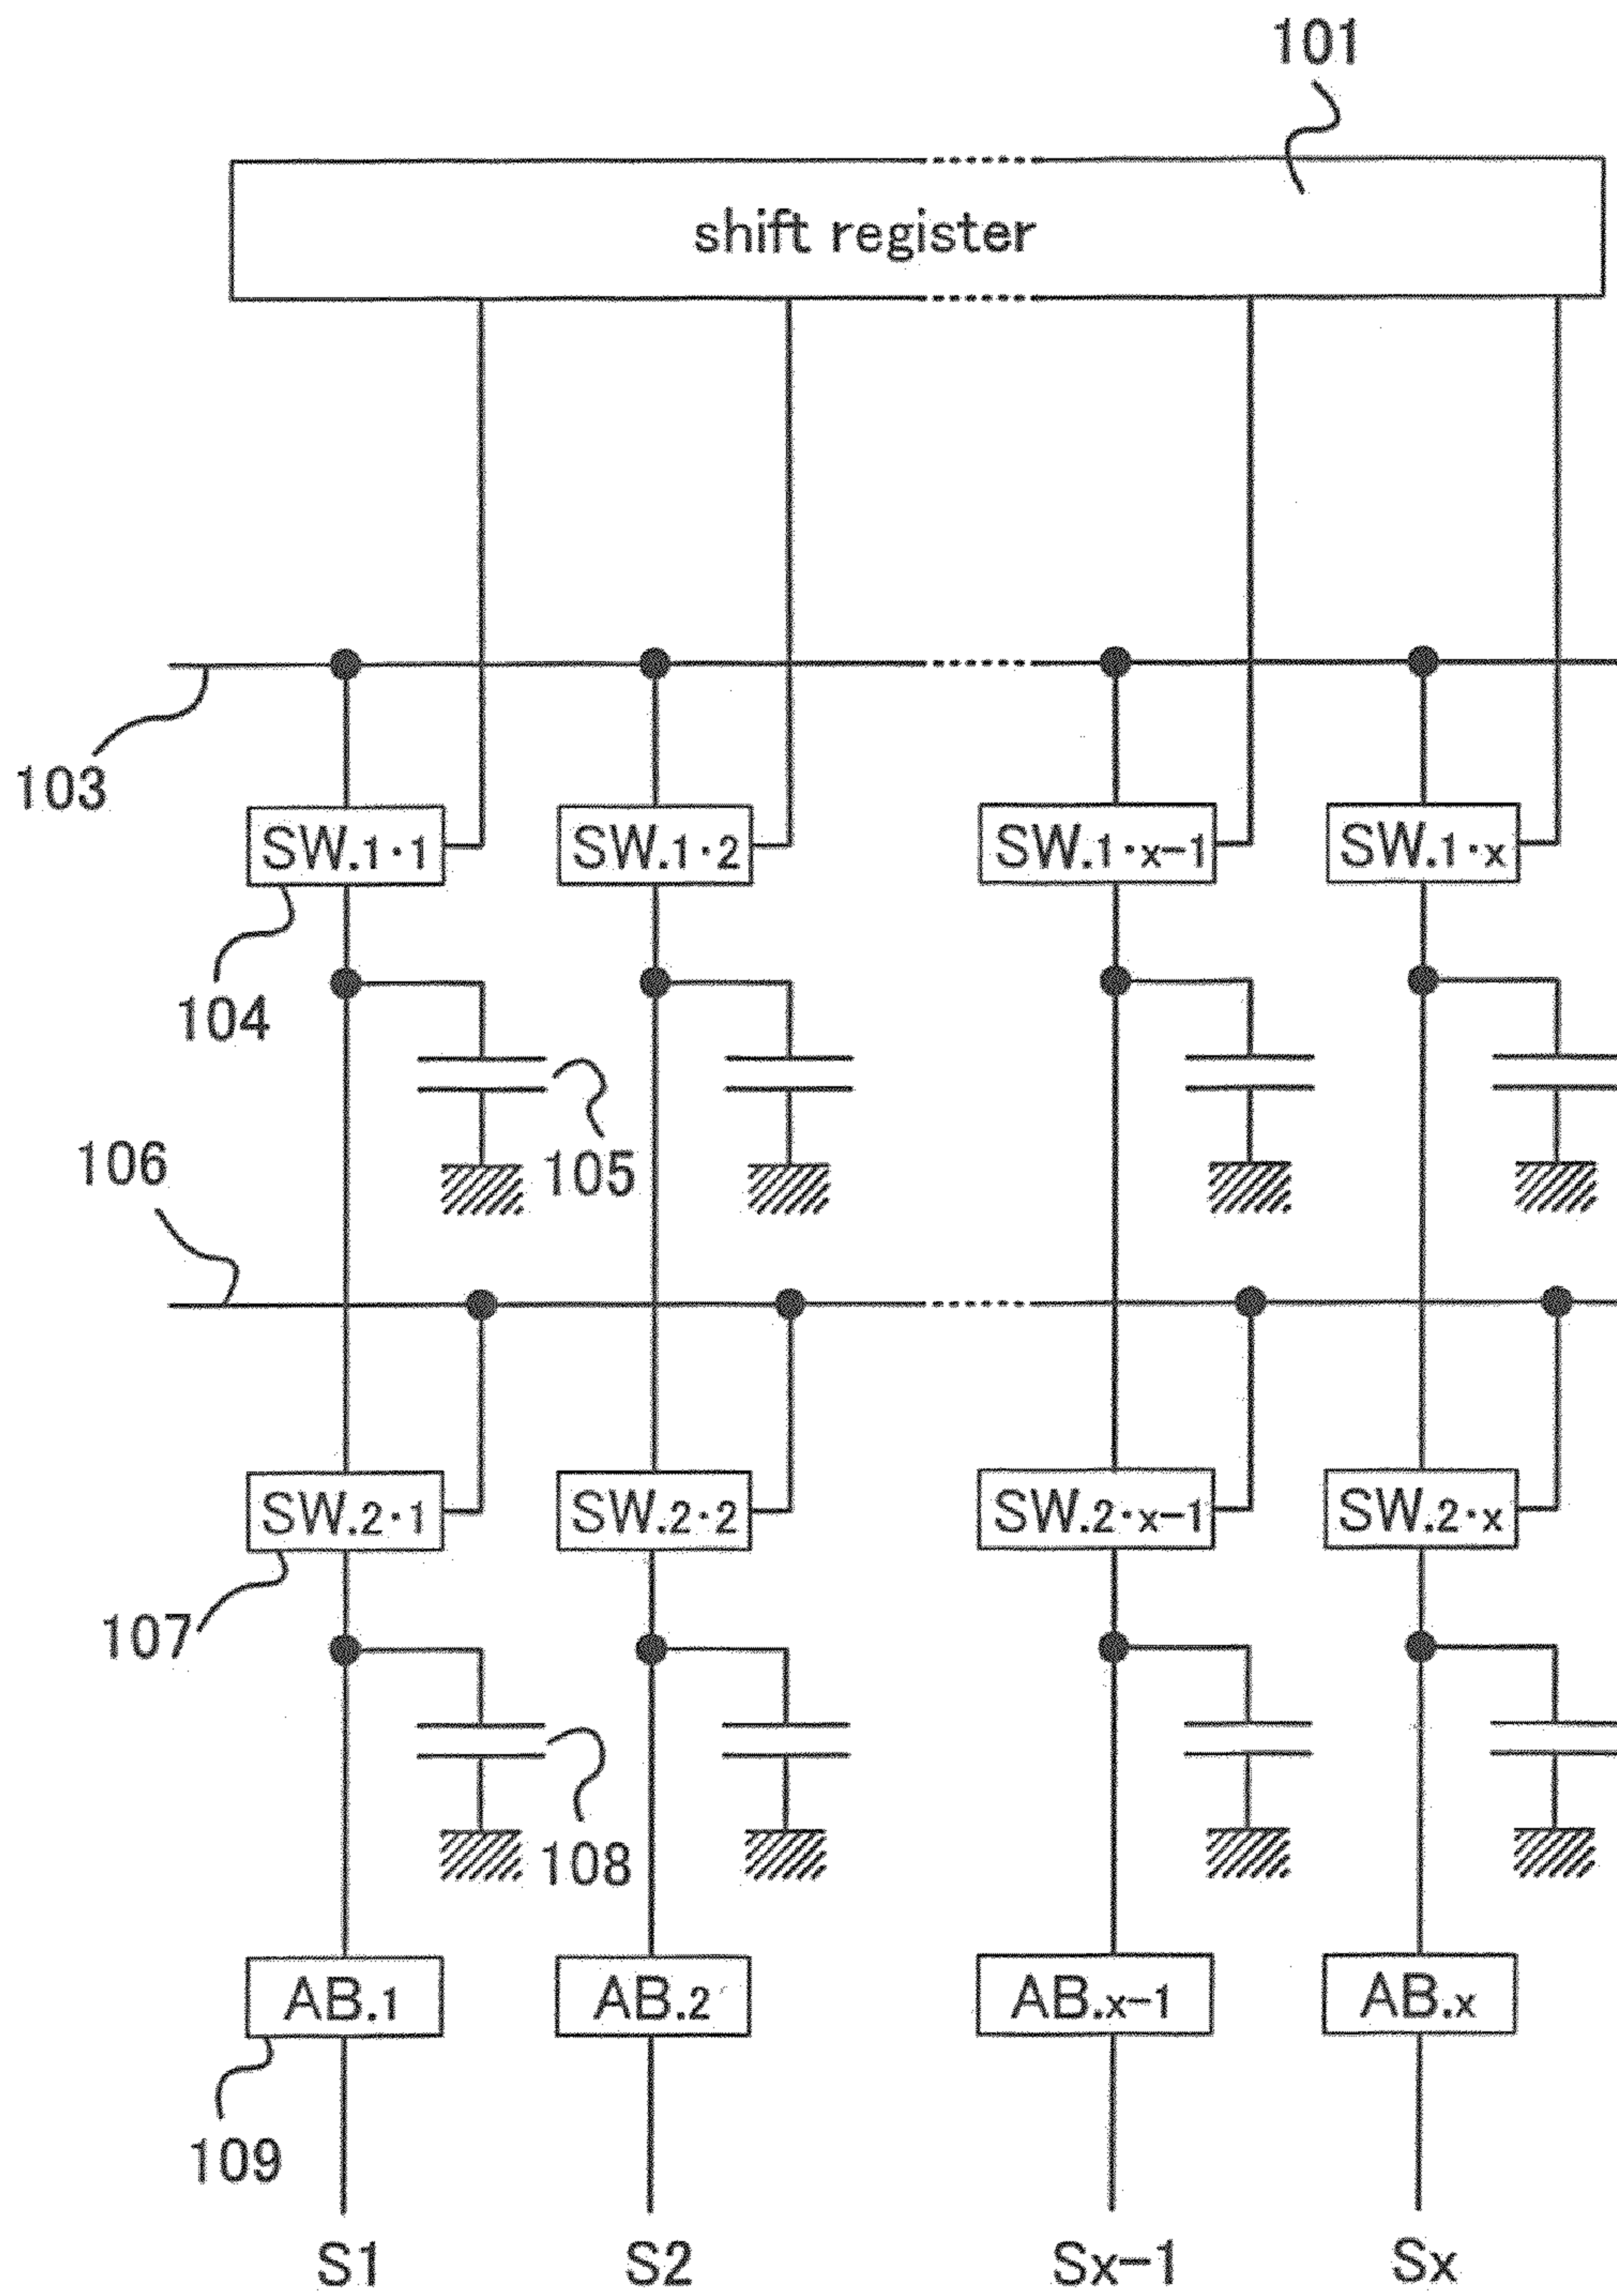 101
shift register
103
SW.1·1
SW.1·2
SW.1·x-1
SW.1·x
104
105
106
SW.2·1
SW.2·2
SW.2·x-1
SW.2·x
107
108
AB.1
AB.2
AB.x-1
AB.x
109
S1
S2
Sx-1
Sx